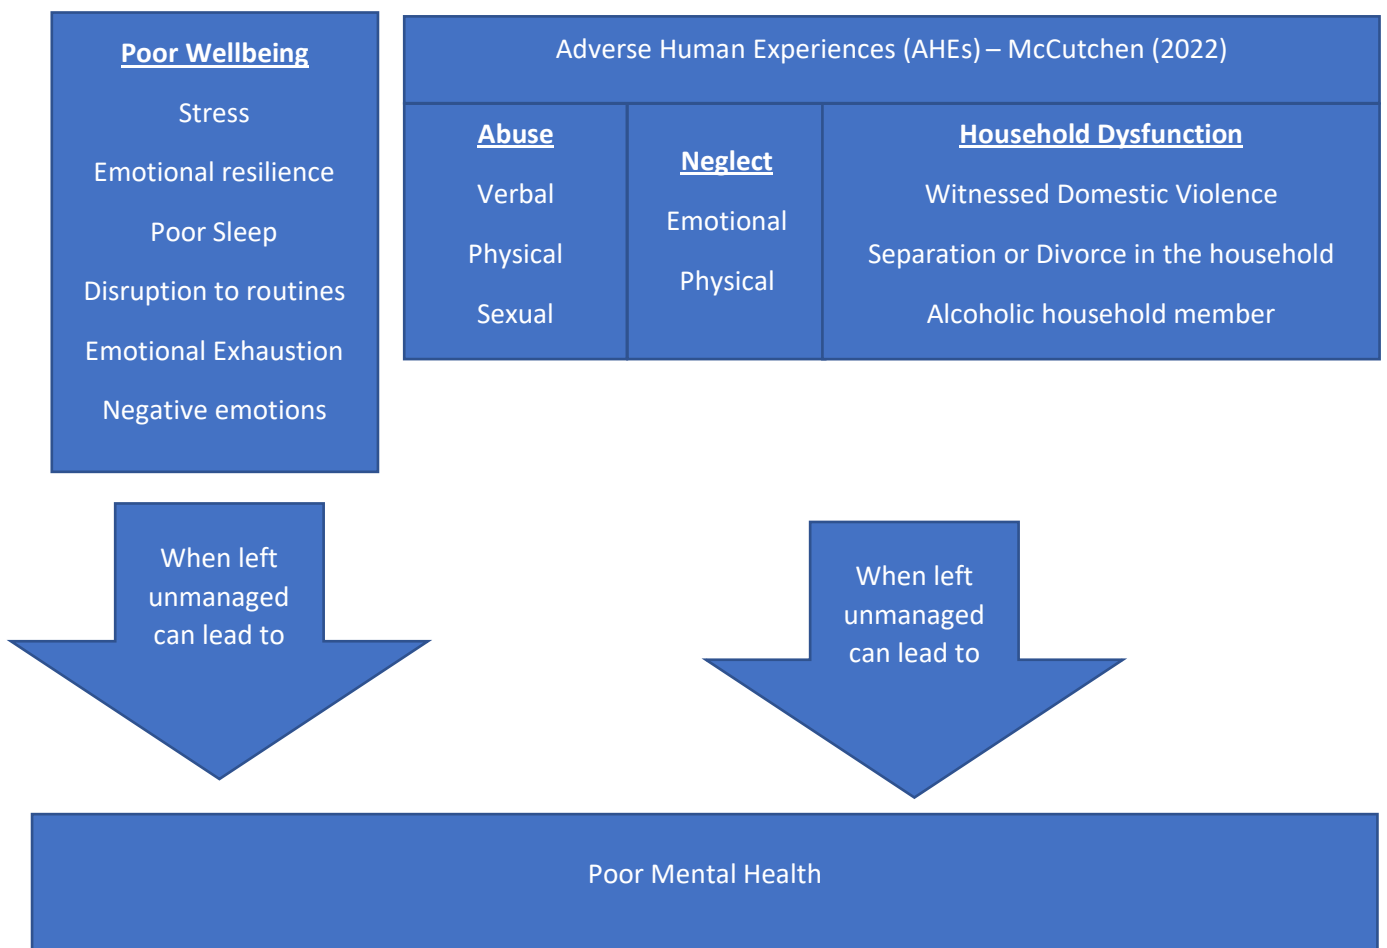 Poor Wellbeing
Stress
Emotional resilience
Poor Sleep
Disruption to routines
Emotional Exhaustion
Negative emotions
Adverse Human Experiences (AHEs) – McCutchen (2022)
Abuse
Verbal
Physical
Sexual
Neglect
Emotional
Physical
Household Dysfunction
Witnessed Domestic Violence
Separation or Divorce in the household
Alcoholic household member
When left
unmanaged
can lead to
When left
unmanaged
can lead to
Poor Mental Health